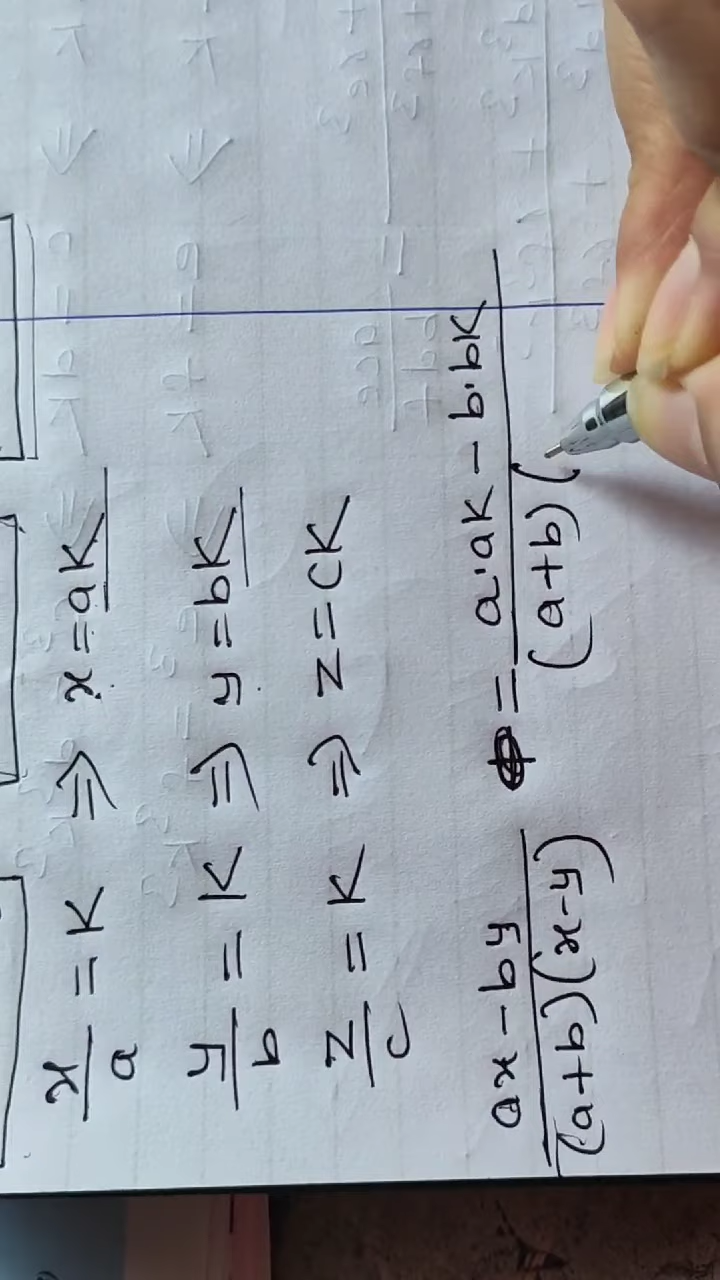 x/a = K ⇒ x = aK
y/b = K ⇒ y = bK
z/c = K ⇒ z = cK
(ax - by)/((a+b)(x-y)) = (a·aK - b·bK)/((a+b)(